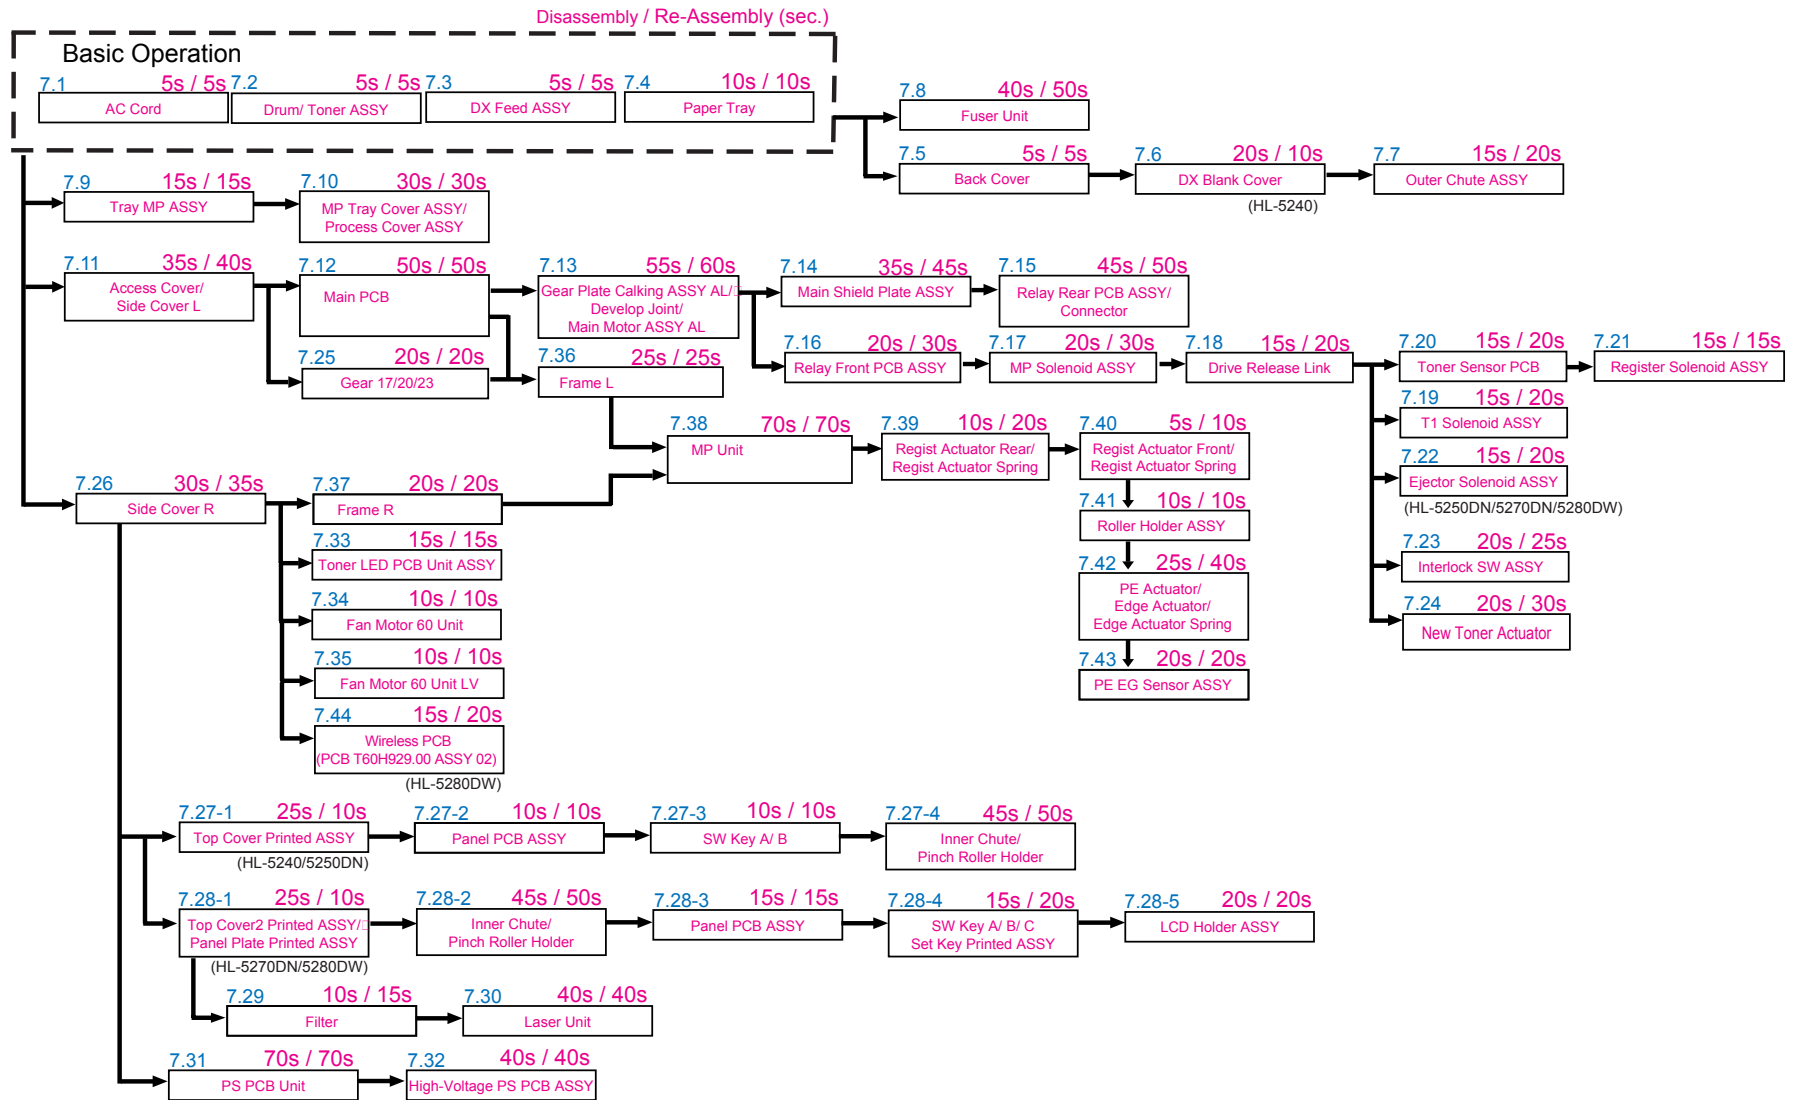 Disassembly / Re-Assembly (sec.)
Basic Operation
7.1 5s / 5s
AC Cord
7.2 5s / 5s
Drum/ Toner ASSY
7.3 5s / 5s
DX Feed ASSY
7.4 10s / 10s
Paper Tray
7.8 40s / 50s
Fuser Unit
7.5 5s / 5s
Back Cover
7.6 20s / 10s
DX Blank Cover
(HL-5240)
7.7 15s / 20s
Outer Chute ASSY
7.9 15s / 15s
Tray MP ASSY
7.10 30s / 30s
MP Tray Cover ASSY/
Process Cover ASSY
7.11 35s / 40s
Access Cover/
Side Cover L
7.12 50s / 50s
Main PCB
7.13 55s / 60s
Gear Plate Calking ASSY AL/
Develop Joint/
Main Motor ASSY AL
7.14 35s / 45s
Main Shield Plate ASSY
7.15 45s / 50s
Relay Rear PCB ASSY/
Connector
7.16 20s / 30s
Relay Front PCB ASSY
7.17 20s / 30s
MP Solenoid ASSY
7.18 15s / 20s
Drive Release Link
7.20 15s / 20s
Toner Sensor PCB
7.21 15s / 15s
Register Solenoid ASSY
7.19 15s / 20s
T1 Solenoid ASSY
7.22 15s / 20s
Ejector Solenoid ASSY
(HL-5250DN/5270DN/5280DW)
7.23 20s / 25s
Interlock SW ASSY
7.24 20s / 30s
New Toner Actuator
7.25 20s / 20s
Gear 17/20/23
7.36 25s / 25s
Frame L
7.38 70s / 70s
MP Unit
7.39 10s / 20s
Regist Actuator Rear/
Regist Actuator Spring
7.40 5s / 10s
Regist Actuator Front/
Regist Actuator Spring
7.41 10s / 10s
Roller Holder ASSY
7.42 25s / 40s
PE Actuator/
Edge Actuator/
Edge Actuator Spring
7.43 20s / 20s
PE EG Sensor ASSY
7.26 30s / 35s
Side Cover R
7.37 20s / 20s
Frame R
7.33 15s / 15s
Toner LED PCB Unit ASSY
7.34 10s / 10s
Fan Motor 60 Unit
7.35 10s / 10s
Fan Motor 60 Unit LV
7.44 15s / 20s
Wireless PCB
(PCB T60H929.00 ASSY 02)
(HL-5280DW)
7.27-1 25s / 10s
Top Cover Printed ASSY
(HL-5240/5250DN)
7.27-2 10s / 10s
Panel PCB ASSY
7.27-3 10s / 10s
SW Key A/ B
7.27-4 45s / 50s
Inner Chute/
Pinch Roller Holder
7.28-1 25s / 10s
Top Cover2 Printed ASSY/
Panel Plate Printed ASSY
(HL-5270DN/5280DW)
7.28-2 45s / 50s
Inner Chute/
Pinch Roller Holder
7.28-3 15s / 15s
Panel PCB ASSY
7.28-4 15s / 20s
SW Key A/ B/ C
Set Key Printed ASSY
7.28-5 20s / 20s
LCD Holder ASSY
7.29 10s / 15s
Filter
7.30 40s / 40s
Laser Unit
7.31 70s / 70s
PS PCB Unit
7.32 40s / 40s
High-Voltage PS PCB ASSY